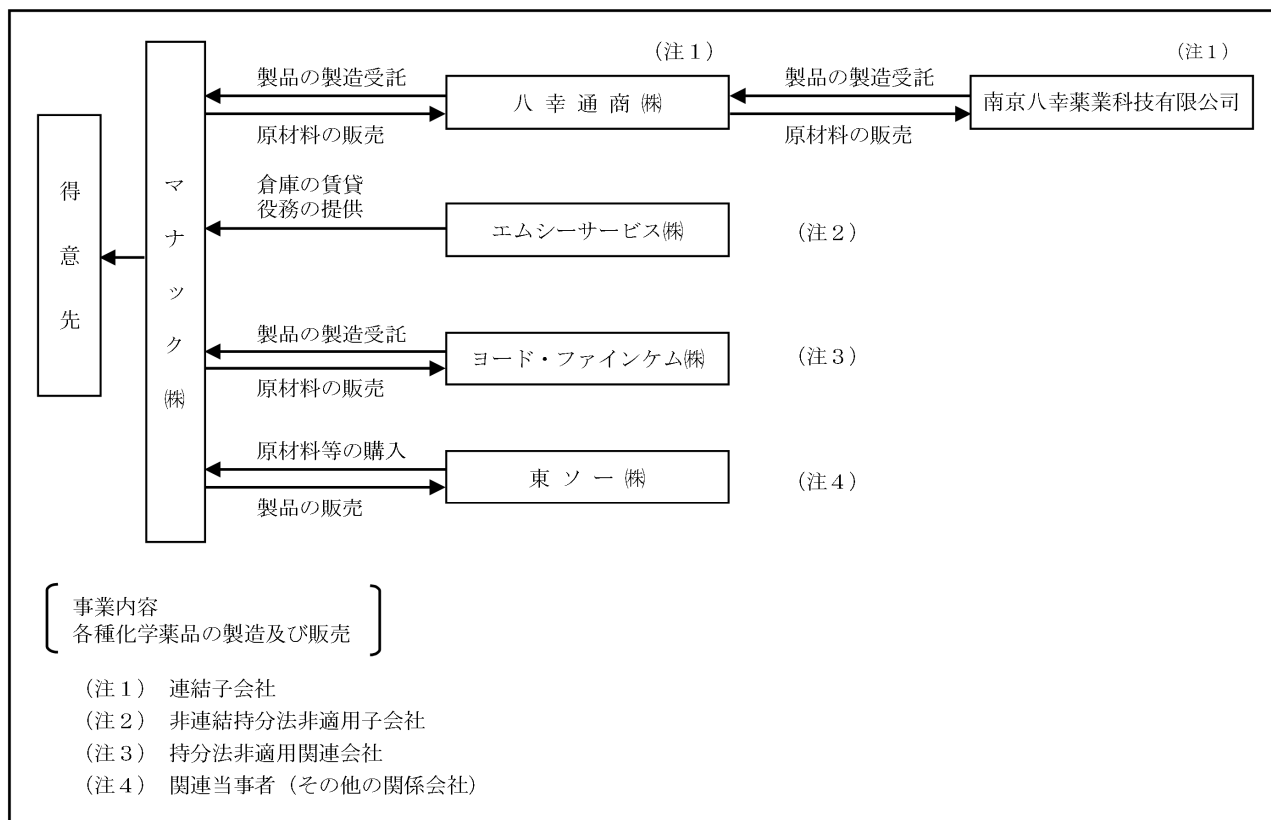 (注1)
(注1)
製品の製造受託
製品の製造受託
八幸通商㈱
南京八幸薬業科技有限公司
原材料の販売
原材料の販売
得意先
マナック㈱
倉庫の賃貸
役務の提供
エムシーサービス㈱
(注2)
製品の製造受託
ヨード・ファインケム㈱
(注3)
原材料の販売
原材料等の購入
東ソー㈱
(注4)
製品の販売
事業内容
各種化学薬品の製造及び販売
(注1) 連結子会社
(注2) 非連結持分法非適用子会社
(注3) 持分法非適用関連会社
(注4) 関連当事者(その他の関係会社)